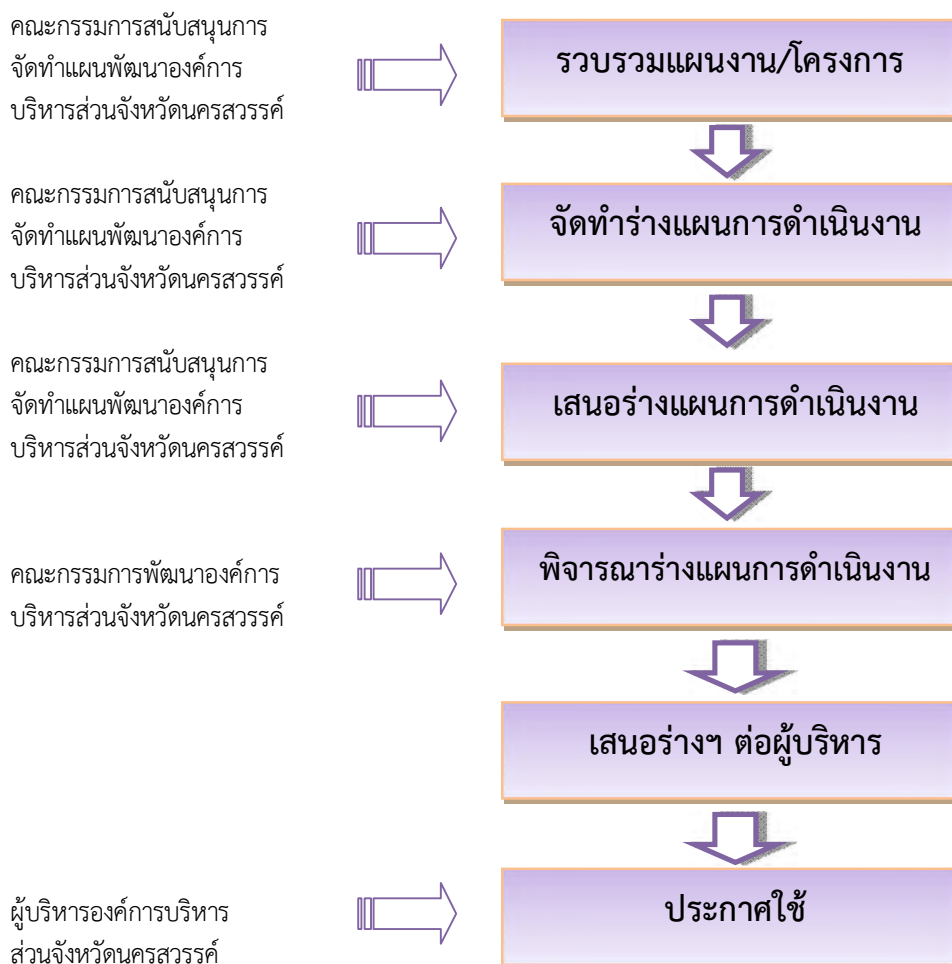 คณะกรรมการสนับสนุนการ
จัดทำแผนพัฒนาองค์การ
บริหารส่วนจังหวัดนครสวรรค์
รวบรวมแผนงาน/โครงการ
คณะกรรมการสนับสนุนการ
จัดทำแผนพัฒนาองค์การ
บริหารส่วนจังหวัดนครสวรรค์
จัดทำร่างแผนการดำเนินงาน
คณะกรรมการสนับสนุนการ
จัดทำแผนพัฒนาองค์การ
บริหารส่วนจังหวัดนครสวรรค์
เสนอร่างแผนการดำเนินงาน
คณะกรรมการพัฒนาองค์การ
บริหารส่วนจังหวัดนครสวรรค์
พิจารณาร่างแผนการดำเนินงาน
เสนอร่างฯ ต่อผู้บริหาร
ผู้บริหารองค์การบริหาร
ส่วนจังหวัดนครสวรรค์
ประกาศใช้